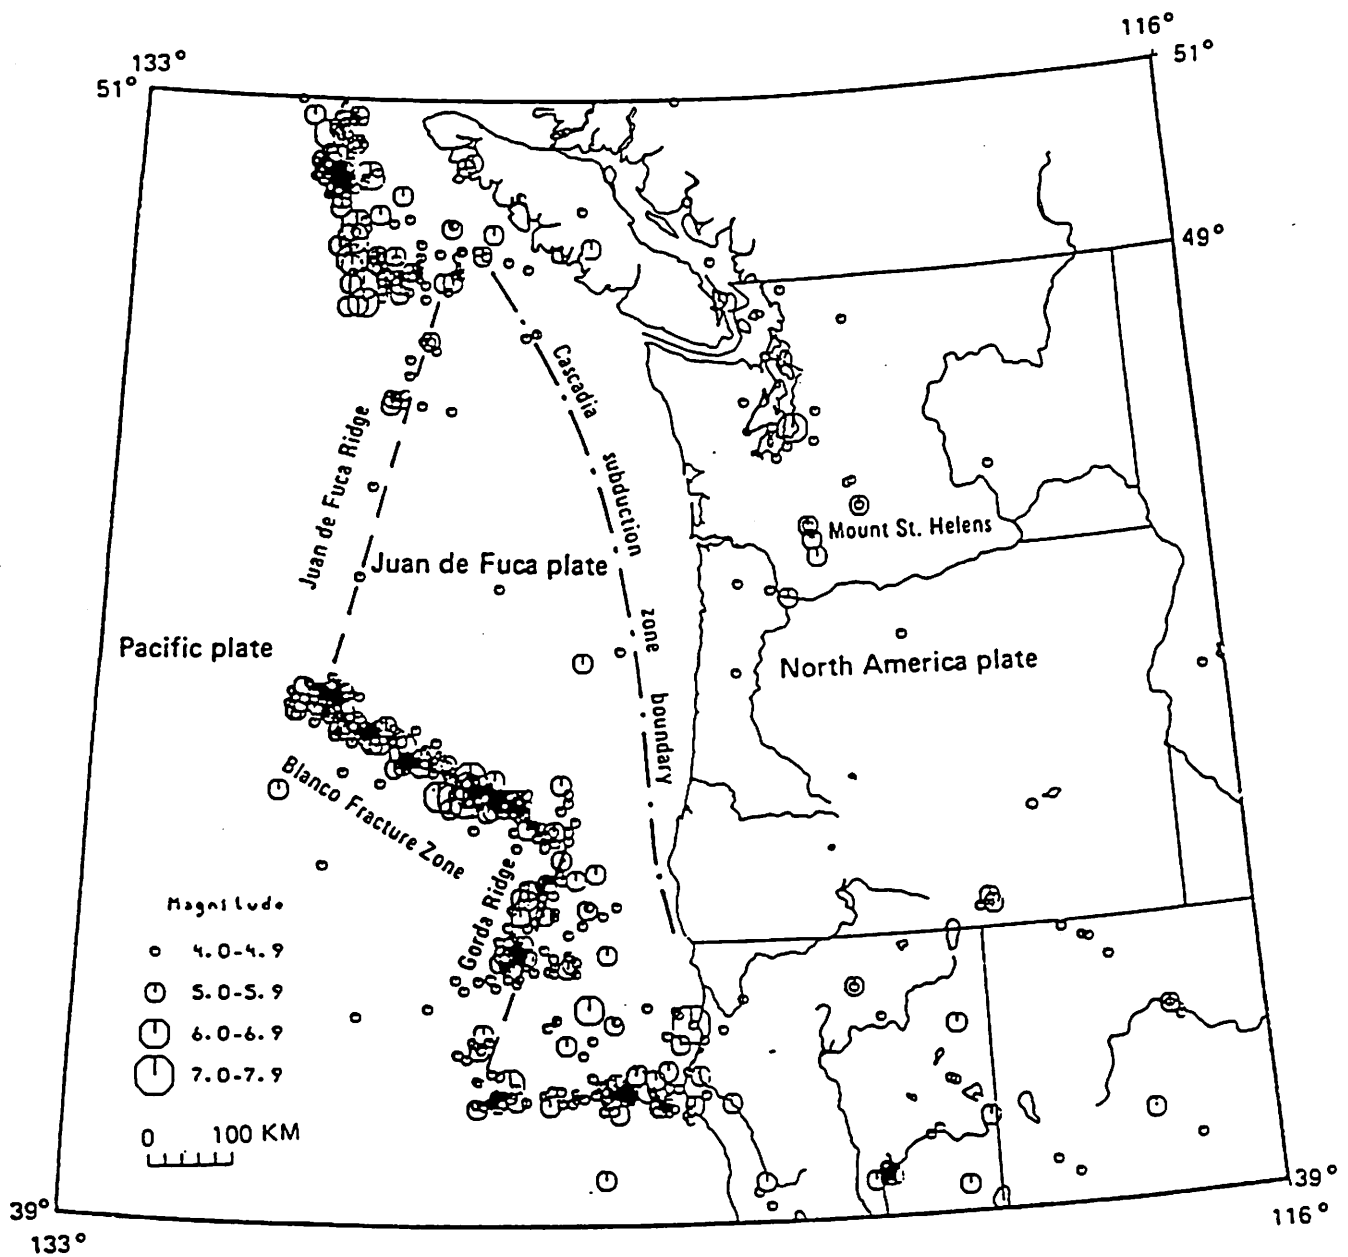 116°
133°
51°
51°
49°
Cascadia subduction zone boundary
Juan de Fuca Ridge
Mount St. Helens
Juan de Fuca plate
Pacific plate
North America plate
Blanco Fracture Zone
Gorda Ridge
Magnitude
4.0-4.9
5.0-5.9
6.0-6.9
7.0-7.9
0 100 KM
39°
39°
116°
133°